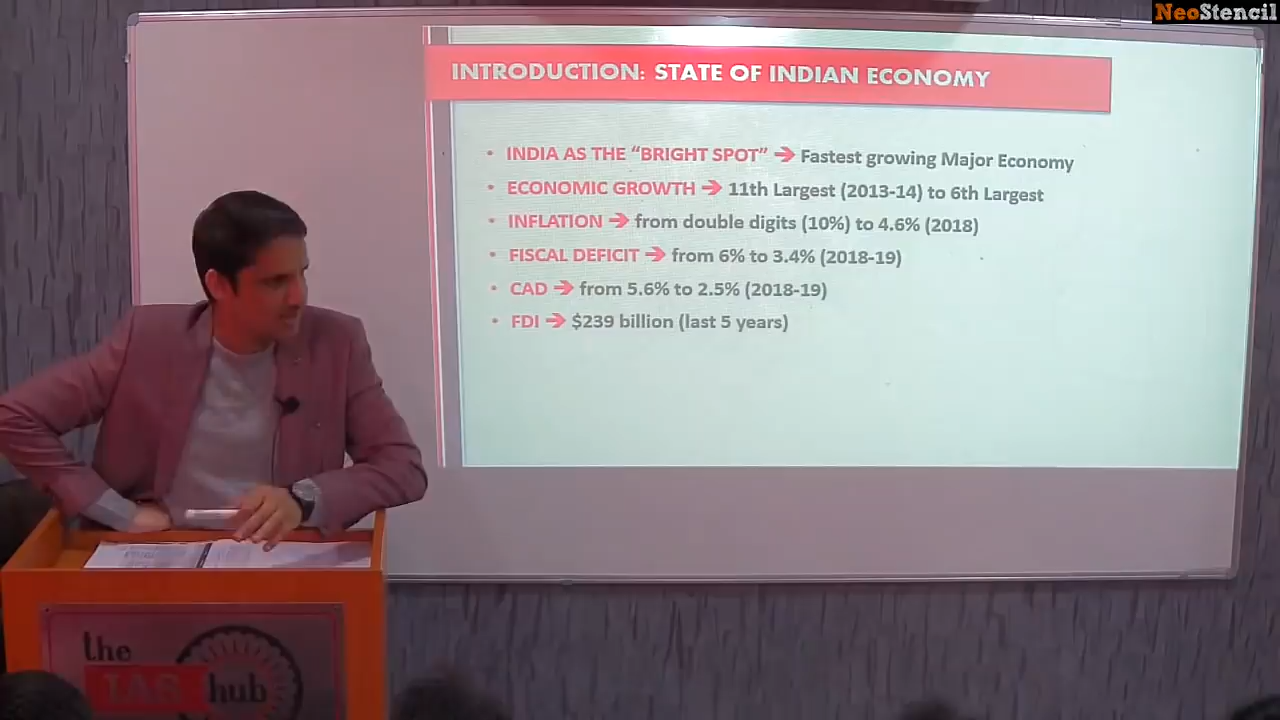 NeoStencil
INTRODUCTION: STATE OF INDIAN ECONOMY
• INDIA AS THE “BRIGHT SPOT” ➔ Fastest growing Major Economy
• ECONOMIC GROWTH ➔ 11th Largest (2013-14) to 6th Largest
• INFLATION ➔ from double digits (10%) to 4.6% (2018)
• FISCAL DEFICIT ➔ from 6% to 3.4% (2018-19)
• CAD ➔ from 5.6% to 2.5% (2018-19)
• FDI ➔ $239 billion (last 5 years)
the
IAS hub